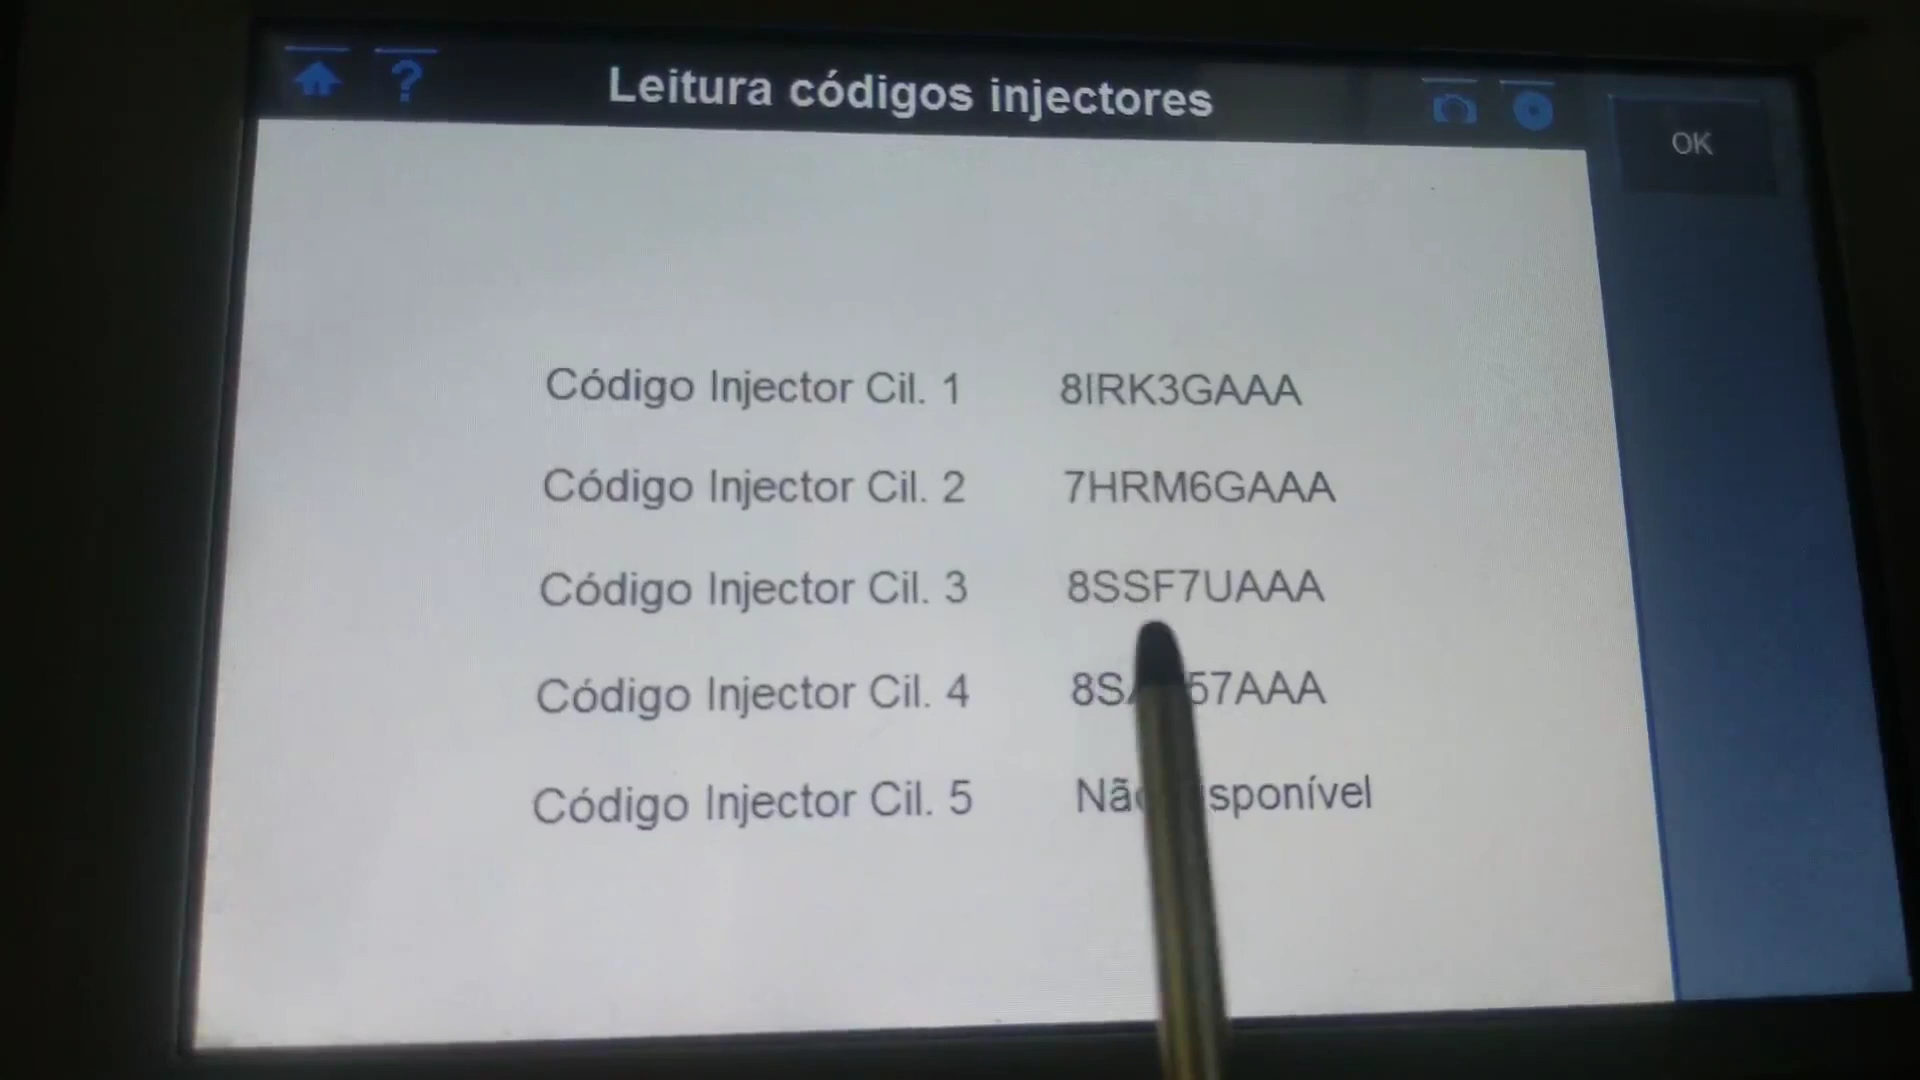 Leitura códigos injectores
OK
Código Injector Cil. 1 8IRK3GAAA
Código Injector Cil. 2 7HRM6GAAA
Código Injector Cil. 3 8SSF7UAAA
Código Injector Cil. 4
Código Injector Cil. 5